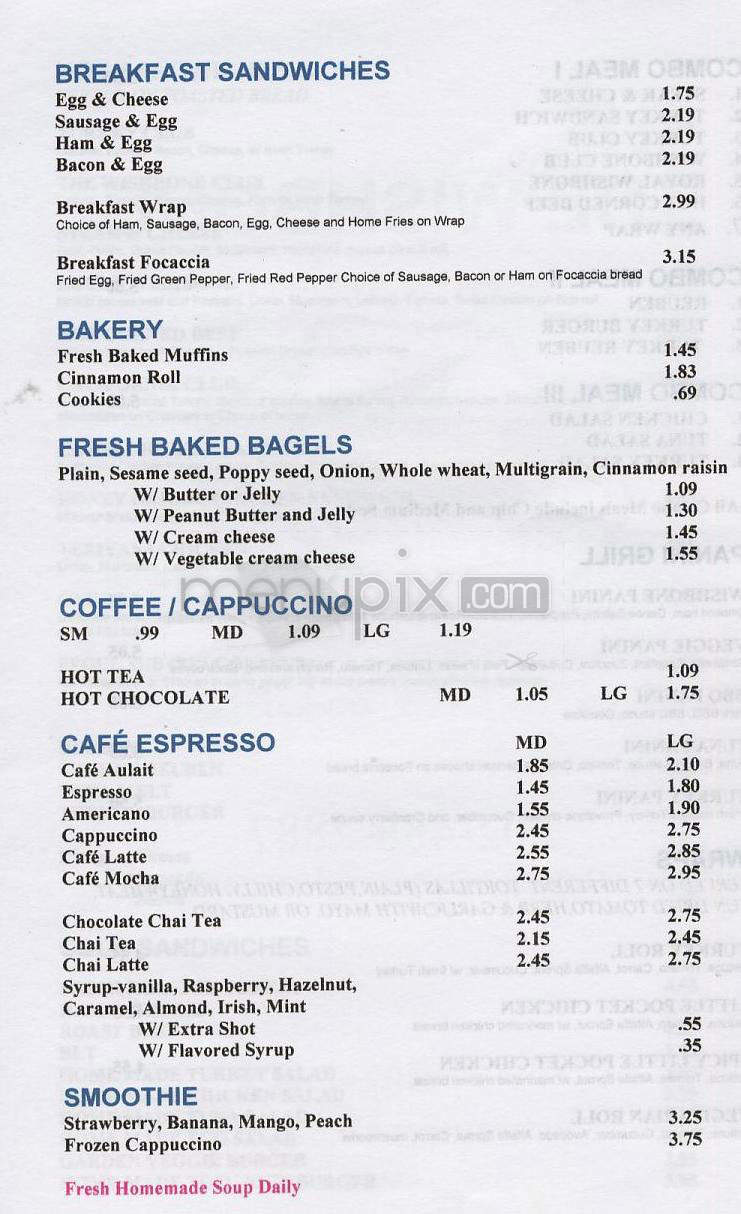 BREAKFAST SANDWICHES
Egg & Cheese 1.75
Sausage & Egg 2.19
Ham & Egg 2.19
Bacon & Egg 2.19
Breakfast Wrap 2.99
Choice of Ham, Sausage, Bacon, Egg, Cheese and Home Fries on Wrap
Breakfast Focaccia 3.15
Fried Egg, Fried Green Pepper, Fried Red Pepper Choice of Sausage, Bacon or Ham on Focaccia bread
BAKERY
Fresh Baked Muffins 1.45
Cinnamon Roll 1.83
Cookies .69
FRESH BAKED BAGELS
Plain, Sesame seed, Poppy seed, Onion, Whole wheat, Multigrain, Cinnamon raisin
W/ Butter or Jelly 1.09
W/ Peanut Butter and Jelly 1.30
W/ Cream cheese 1.45
W/ Vegetable cream cheese 1.55
menupix.com
COFFEE / CAPPUCCINO
SM .99 MD 1.09 LG 1.19
HOT TEA 1.09
HOT CHOCOLATE MD 1.05 LG 1.75
CAFÉ ESPRESSO MD LG
Café Aulait 1.85 2.10
Espresso 1.45 1.80
Americano 1.55 1.90
Cappuccino 2.45 2.75
Café Latte 2.55 2.85
Café Mocha 2.75 2.95
Chocolate Chai Tea 2.45 2.75
Chai Tea 2.15 2.45
Chai Latte 2.45 2.75
Syrup-vanilla, Raspberry, Hazelnut,
Caramel, Almond, Irish, Mint
W/ Extra Shot .55
W/ Flavored Syrup .35
SMOOTHIE
Strawberry, Banana, Mango, Peach 3.25
Frozen Cappuccino 3.75
Fresh Homemade Soup Daily